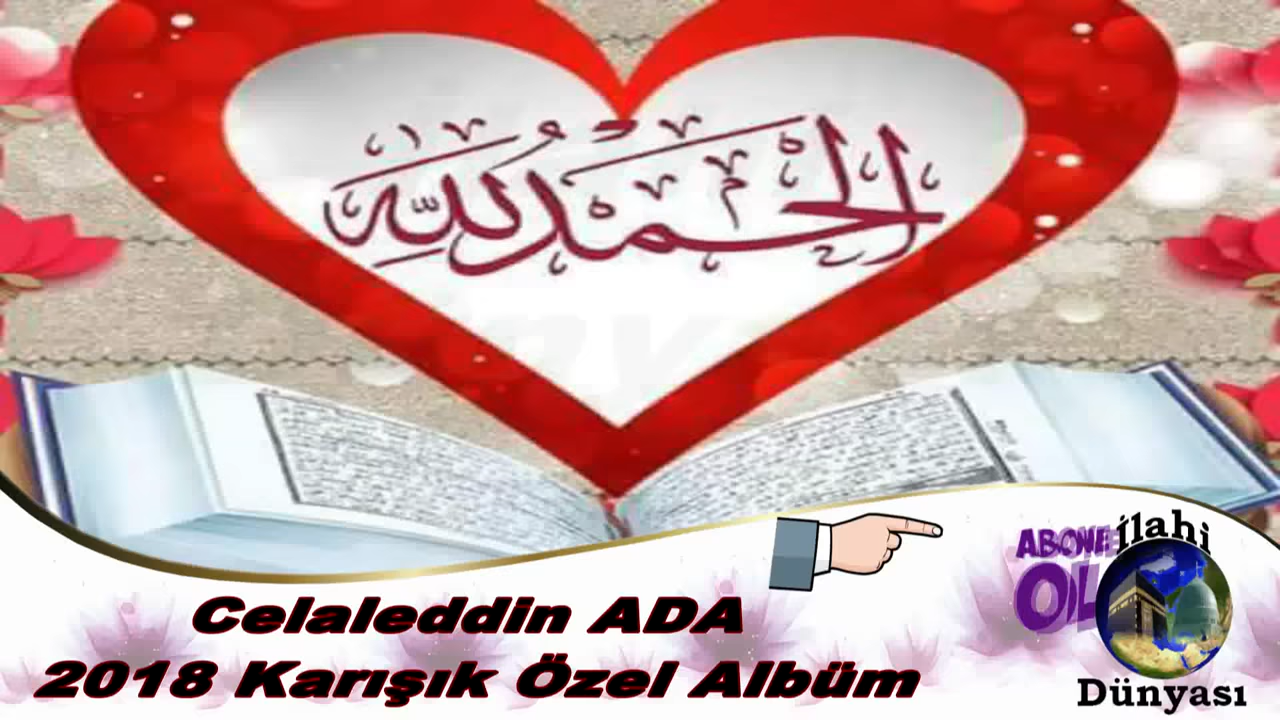 الحمد لله
ABONE
OL
İlahi
Dünyası
Celaleddin ADA
2018 Karışık Özel Albüm